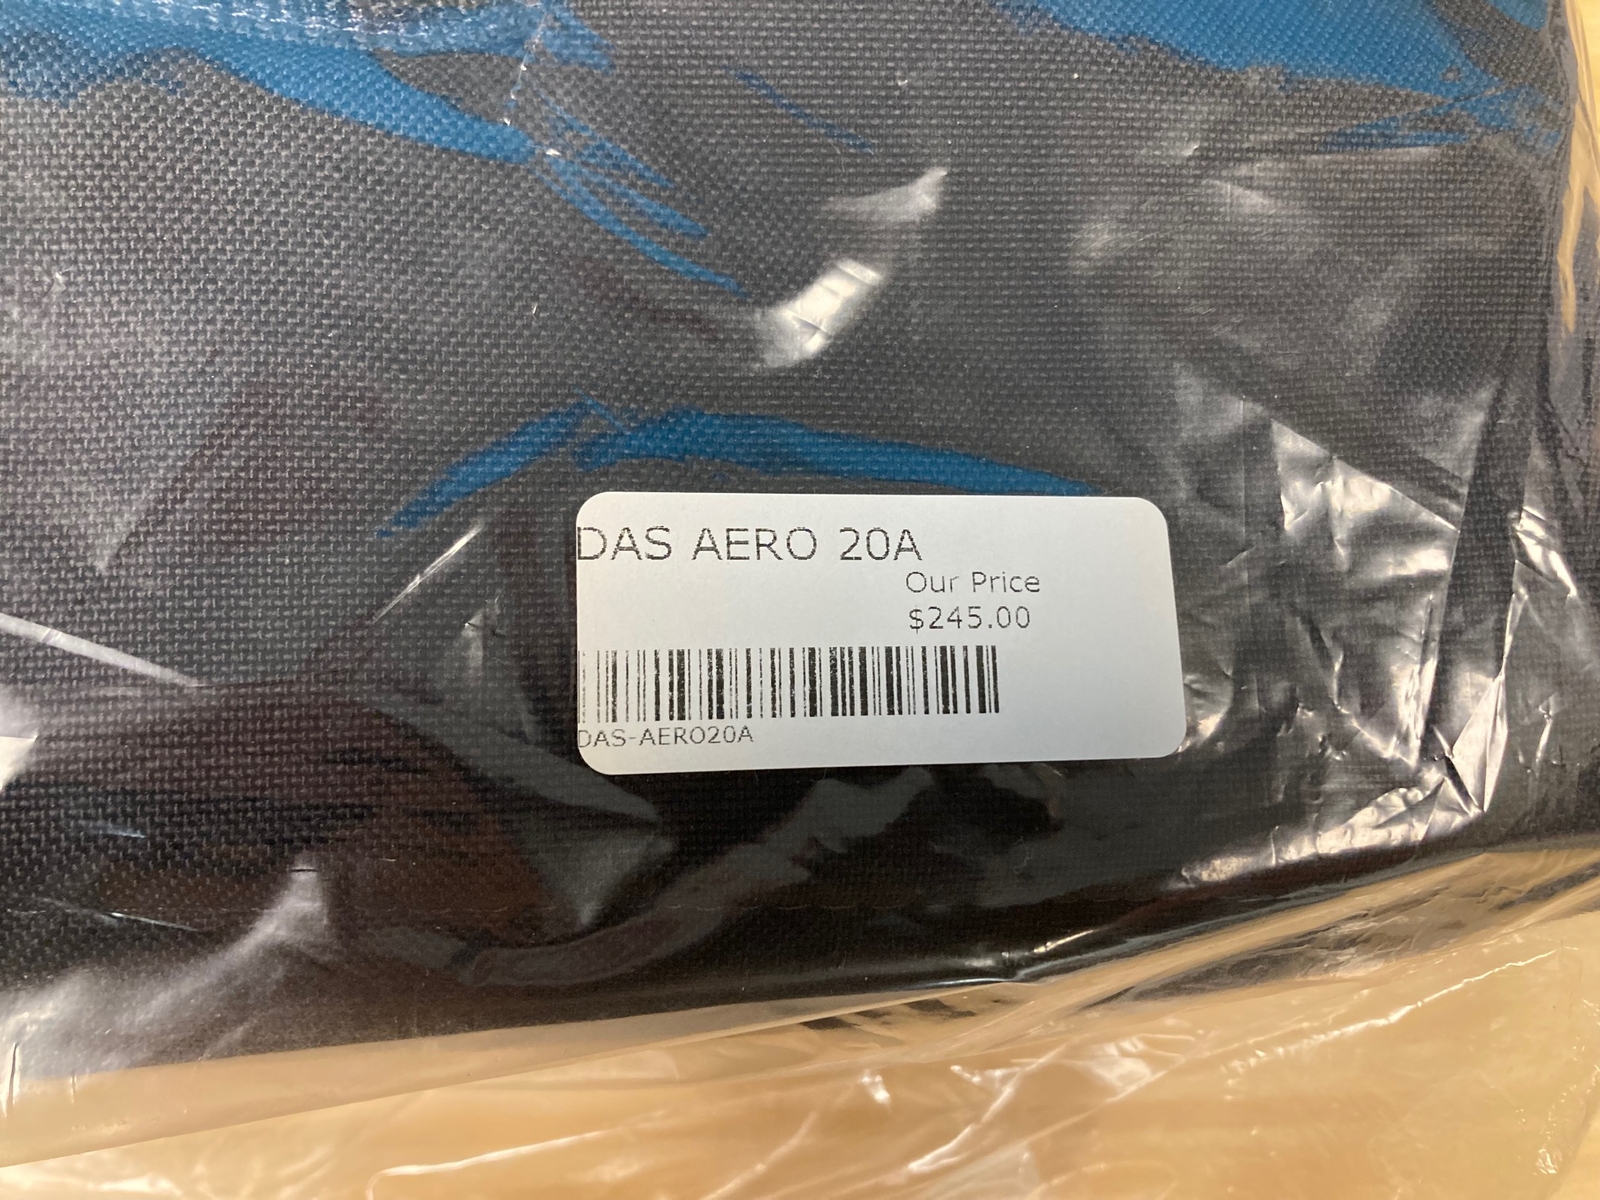 DAS AERO 20A
Our Price
$245.00
DAS-AERO20A